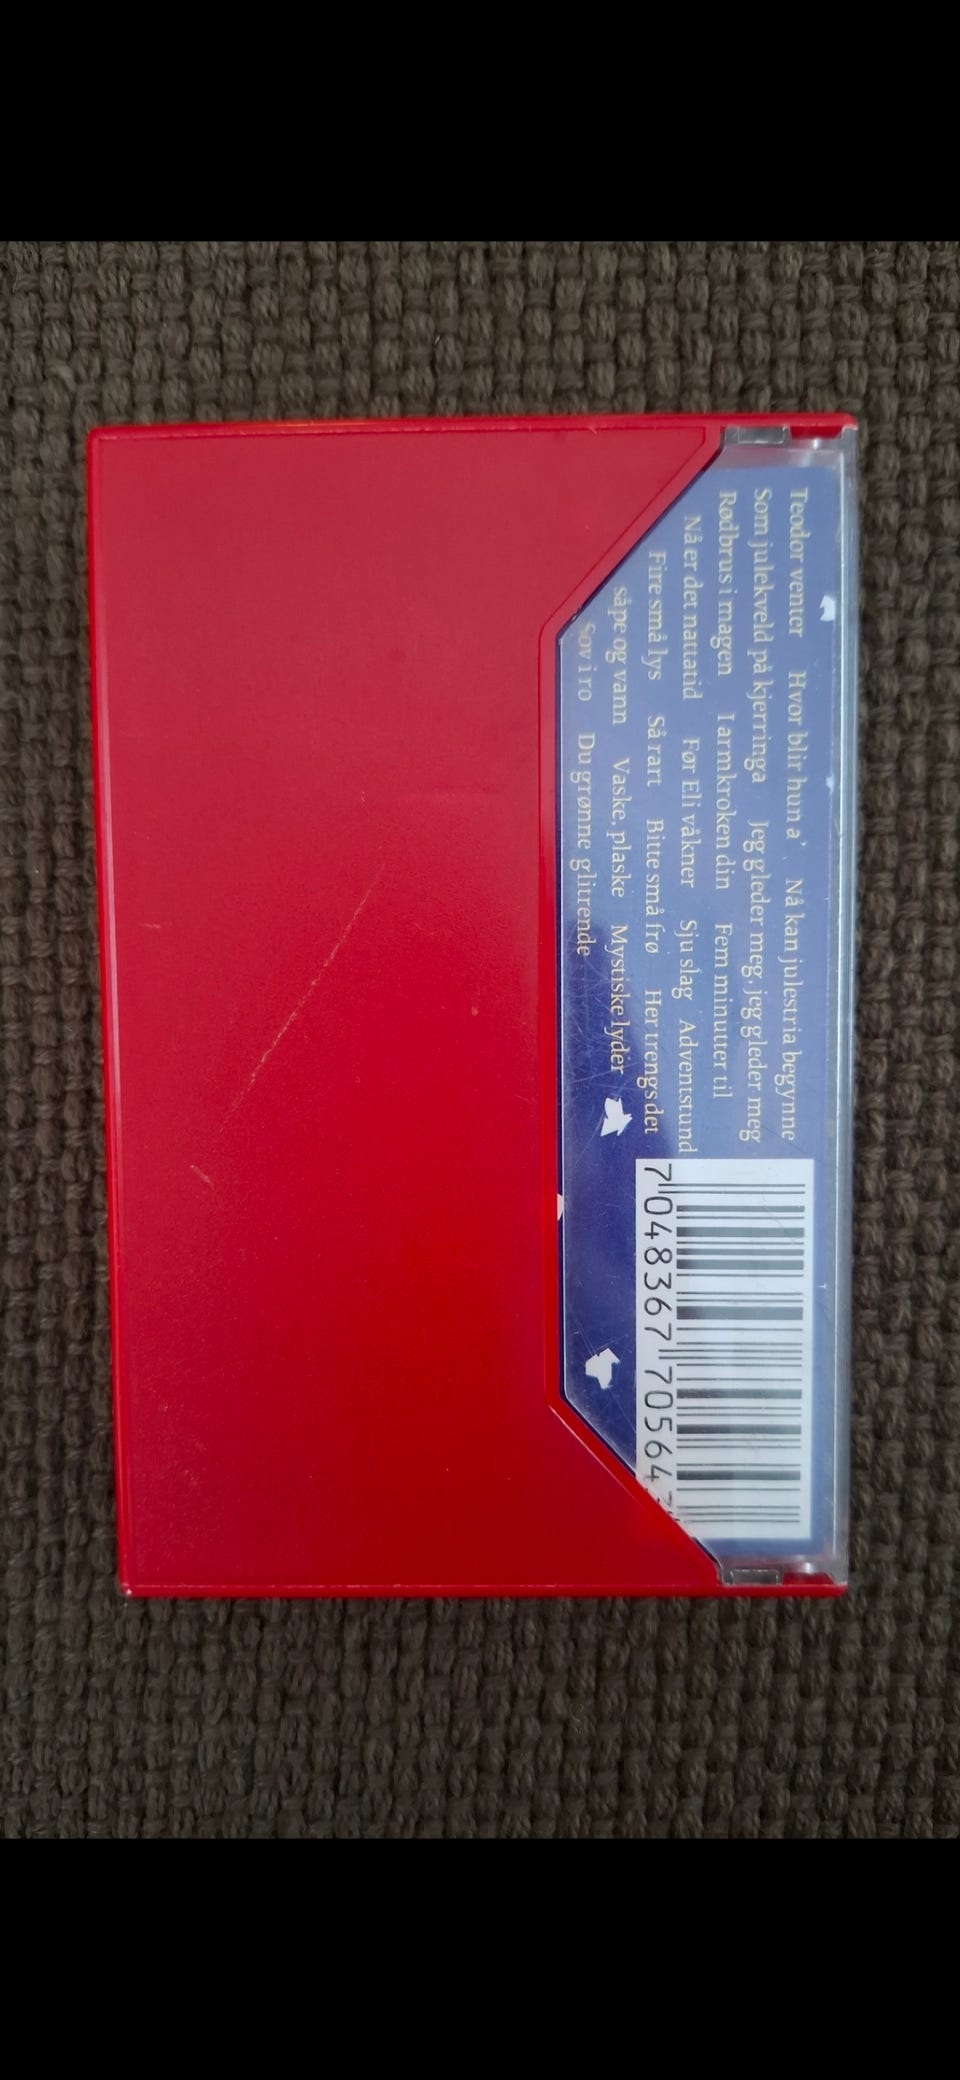 Teodor venter Hvor blir hun a' Nå kan julestria begynne
Som julekveld på kjerringa Jeg gleder meg, jeg gleder meg
Rødbrus i magen I armkroken din Fem minutter til
Nå er det nattatid Før Eli våkner Sju slag Adventstund
Fire små lys Så rart Bitte små frø Her trengs det
såpe og vann Vaske, plaske Mystiske lyder
Sov i ro Du grønne glitrende
7 048367 70564